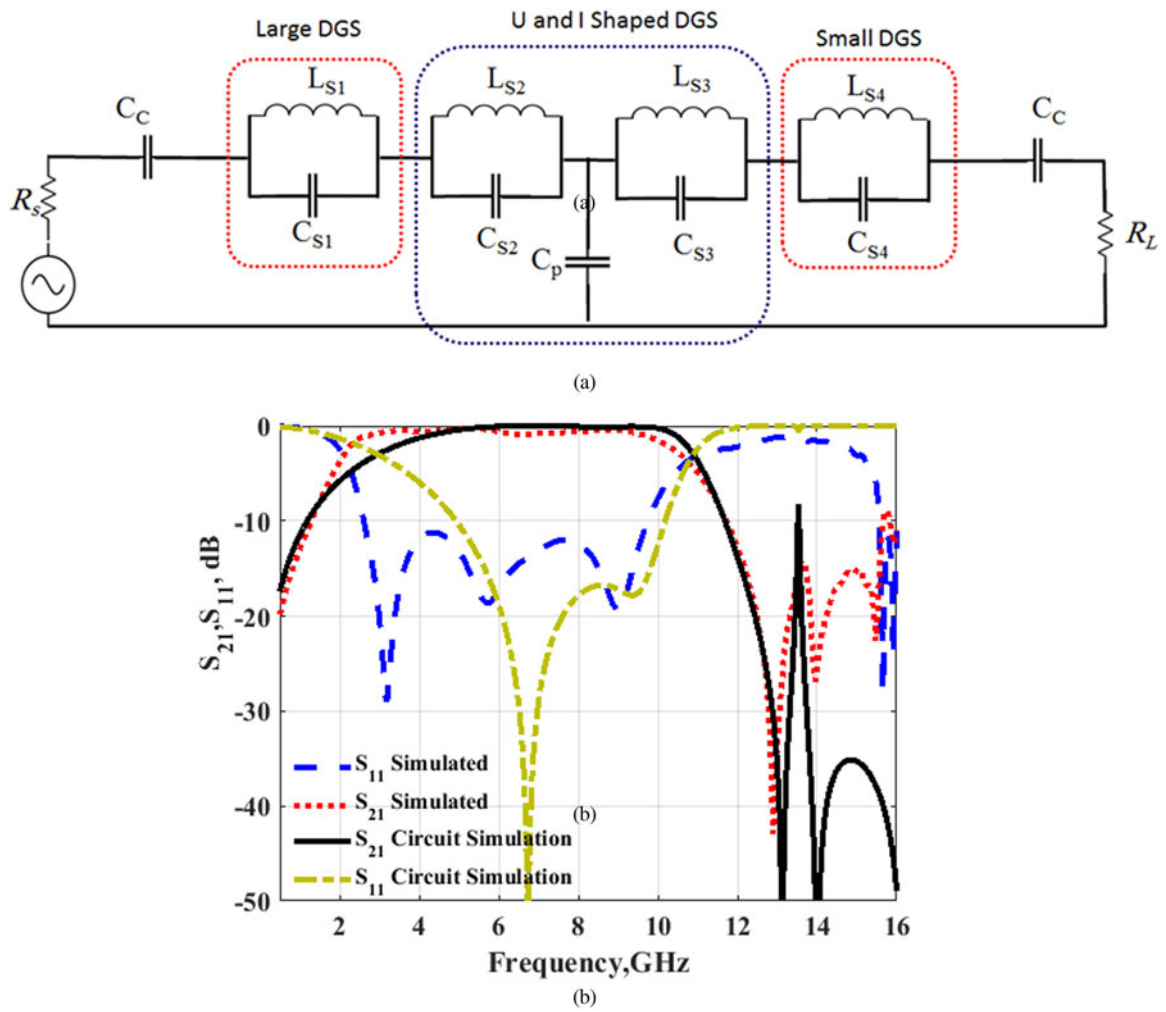 Large DGS
U and I Shaped DGS
Small DGS
L_S1
L_S2
L_S3
L_S4
C_C
C_C
R_s
(a)
C_S1
C_S2
C_p
C_S3
C_S4
R_L
(a)
0
-10
-20
-30
-40
-50
S_21,S_11, dB
S_11 Simulated
S_21 Simulated
(b)
S_21 Circuit Simulation
S_11 Circuit Simulation
2 4 6 8 10 12 14 16
Frequency,GHz
(b)